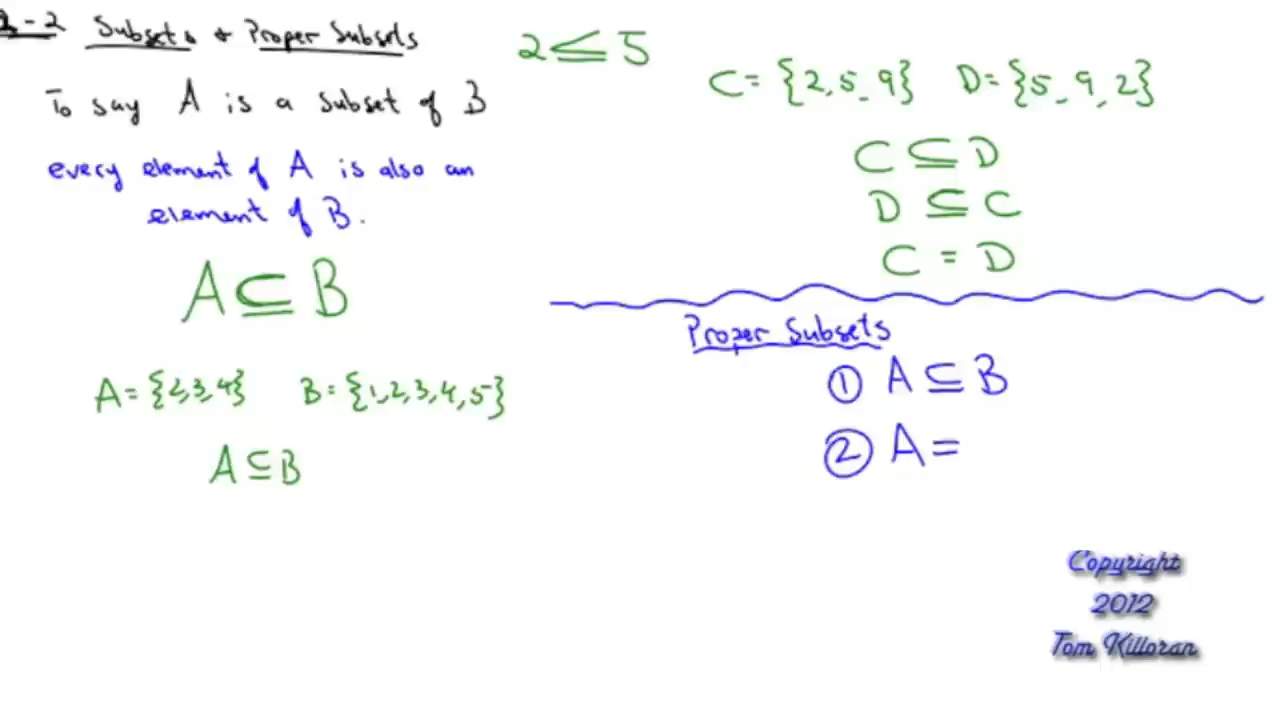 -2 Subsets & Proper Subsets
To say A is a subset of B
every element of A is also an
element of B.
A ⊆ B
A = {2,3,4} B = {1,2,3,4,5}
A ⊆ B
2 ≤ 5
C = {2,5,9} D = {5,9,2}
C ⊆ D
D ⊆ C
C = D
Proper Subsets
① A ⊆ B
② A =
Copyright
2012
Tom Killoran